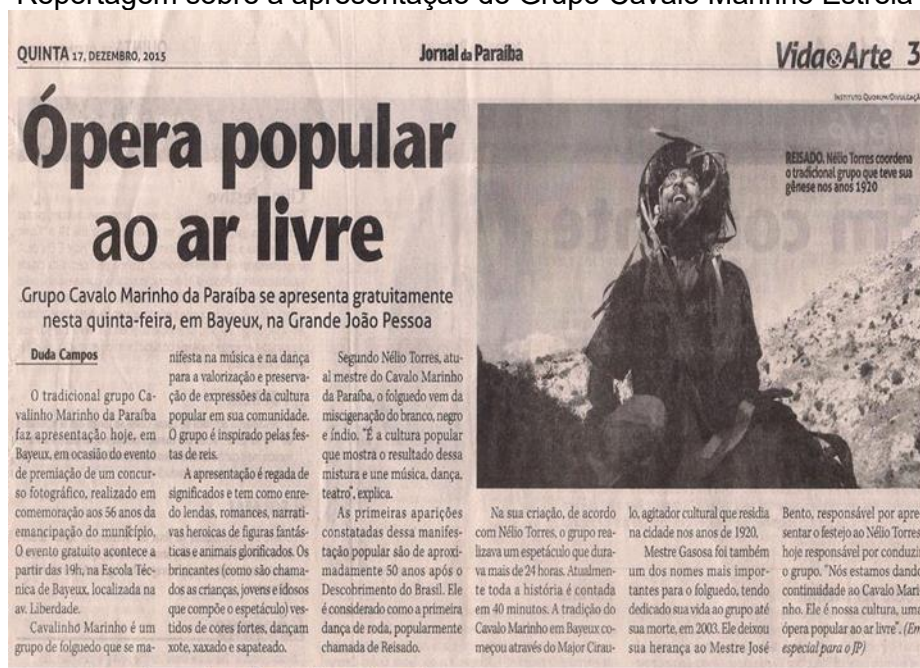 Reportagem sobre a apresentação do Grupo Cavalo Marinho Estrela
QUINTA 17, DEZEMBRO, 2015
Jornal da Paraíba
Vida&Arte 3
Ópera popular
ao ar livre
Grupo Cavalo Marinho da Paraíba se apresenta gratuitamente
nesta quinta-feira, em Bayeux, na Grande João Pessoa
INSTITUTO QUORUM/DIVULGAÇÃ
REISADO. Nélio Torres coordena
o tradicional grupo que teve sua
gênese nos anos 1920
Duda Campos
O tradicional grupo Ca-
valinho Marinho da Paraíba
faz apresentação hoje, em
Bayeux, em ocasião do evento
de premiação de um concur-
so fotográfico, realizado em
comemoração aos 56 anos da
emancipação do município.
O evento gratuito acontece a
partir das 19h, na Escola Téc-
nica de Bayeux, localizada na
av. Liberdade.
Cavalinho Marinho é um
grupo de folguedo que se ma-
nifesta na música e na dança
para a valorização e preserva-
ção de expressões da cultura
popular em sua comunidade.
O grupo é inspirado pelas fes-
tas de reis.
A apresentação é regada de
significados e tem como enre-
do lendas, romances, narrati-
vas heroicas de figuras fantás-
ticas e animais glorificados. Os
brincantes (como são chama-
dos as crianças, jovens e idosos
que compõe o espetáculo) ves-
tidos de cores fortes, dançam
xote, xaxado e sapateado.
Segundo Nélio Torres, atu-
al mestre do Cavalo Marinho
da Paraíba, o folguedo vem da
miscigenação do branco, negro
e índio. "É a cultura popular
que mostra o resultado dessa
mistura e une música, dança,
teatro", explica.
As primeiras aparições
constatadas dessa manifes-
tação popular são de aproxi-
madamente 50 anos após o
Descobrimento do Brasil. Ele
é considerado como a primeira
dança de roda, popularmente
chamada de Reisado.
Na sua criação, de acordo
com Nélio Torres, o grupo rea-
lizava um espetáculo que dura-
va mais de 24 horas. Atualmen-
te toda a história é contada
em 40 minutos. A tradição do
Cavalo Marinho em Bayeux co-
meçou através do Major Cirau-
lo, agitador cultural que residia
na cidade nos anos de 1920.
Mestre Gasosa foi também
um dos nomes mais impor-
tantes para o folguedo, tendo
dedicado sua vida ao grupo até
sua morte, em 2003. Ele deixou
sua herança ao Mestre José
Bento, responsável por apre
sentar o festejo ao Nélio Torres
hoje responsável por conduzi
o grupo. "Nós estamos dando
continuidade ao Cavalo Mari
nho. Ele é nossa cultura, uma
ópera popular ao ar livre". (Em
especial para o JP)